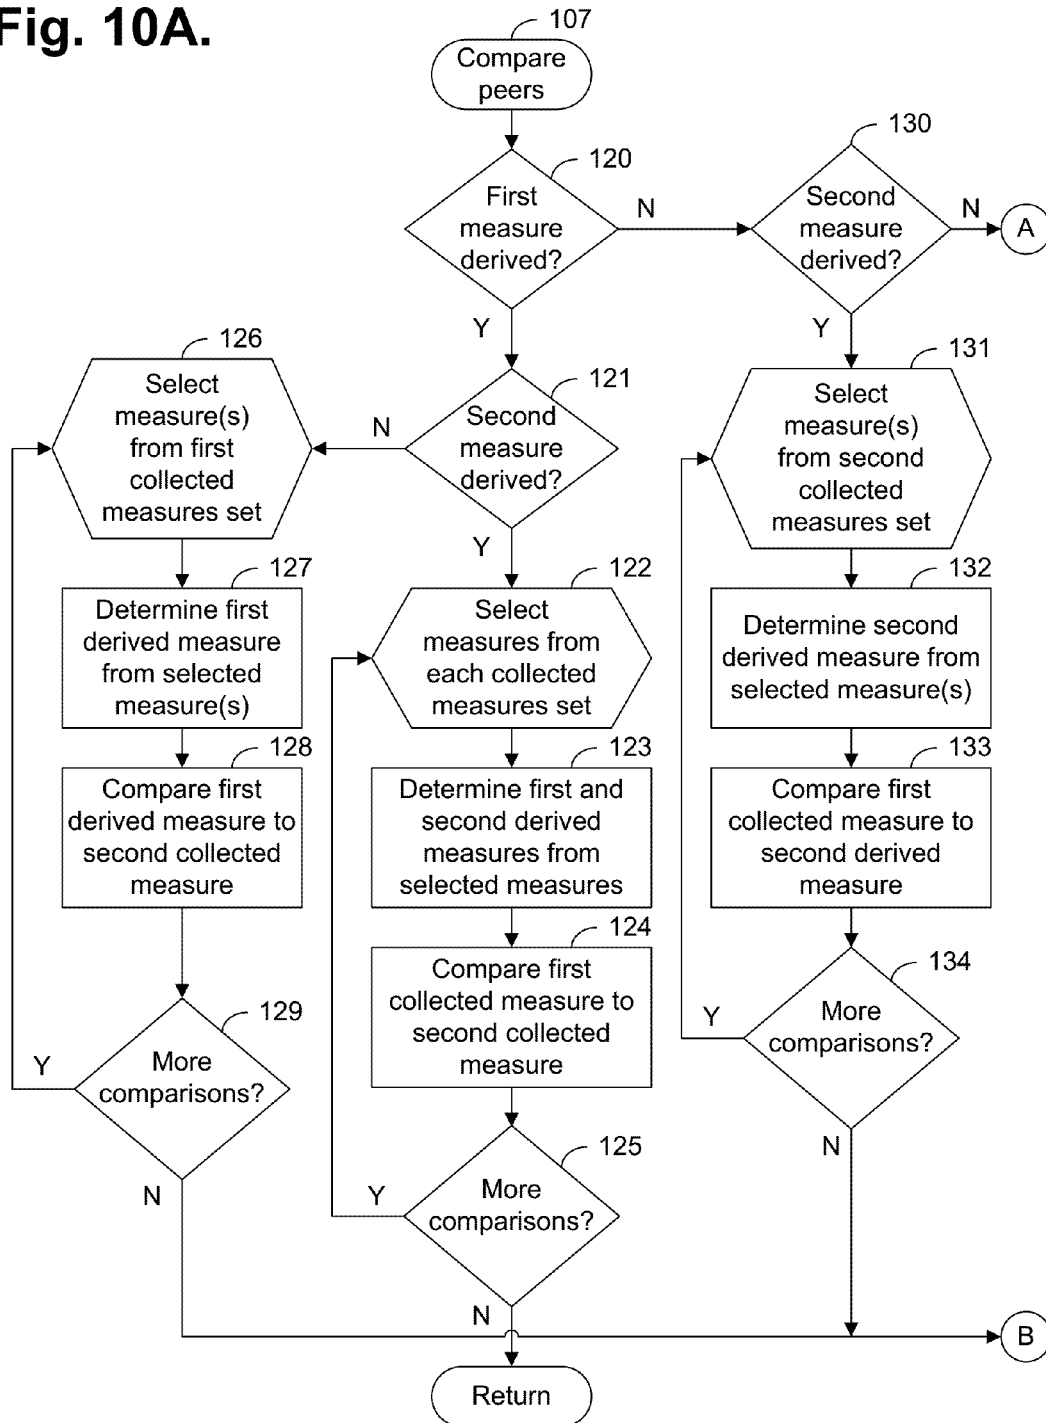 Fig. 10A.
107
Compare
peers
120
First
measure
derived?
N
130
Second
measure
derived?
N
A
Y
Y
126
Select
measure(s)
from first
collected
measures set
N
121
Second
measure
derived?
131
Select
measure(s)
from second
collected
measures set
Y
127
Determine first
derived measure
from selected
measure(s)
122
Select
measures from
each collected
measures set
132
Determine second
derived measure from
selected measure(s)
128
Compare first
derived measure to
second collected
measure
123
Determine first and
second derived
measures from
selected measures
133
Compare first
collected measure to
second derived
measure
124
Compare first
collected measure to
second collected
measure
134
More
comparisons?
Y
N
129
More
comparisons?
Y
N
125
More
comparisons?
Y
N
B
Return